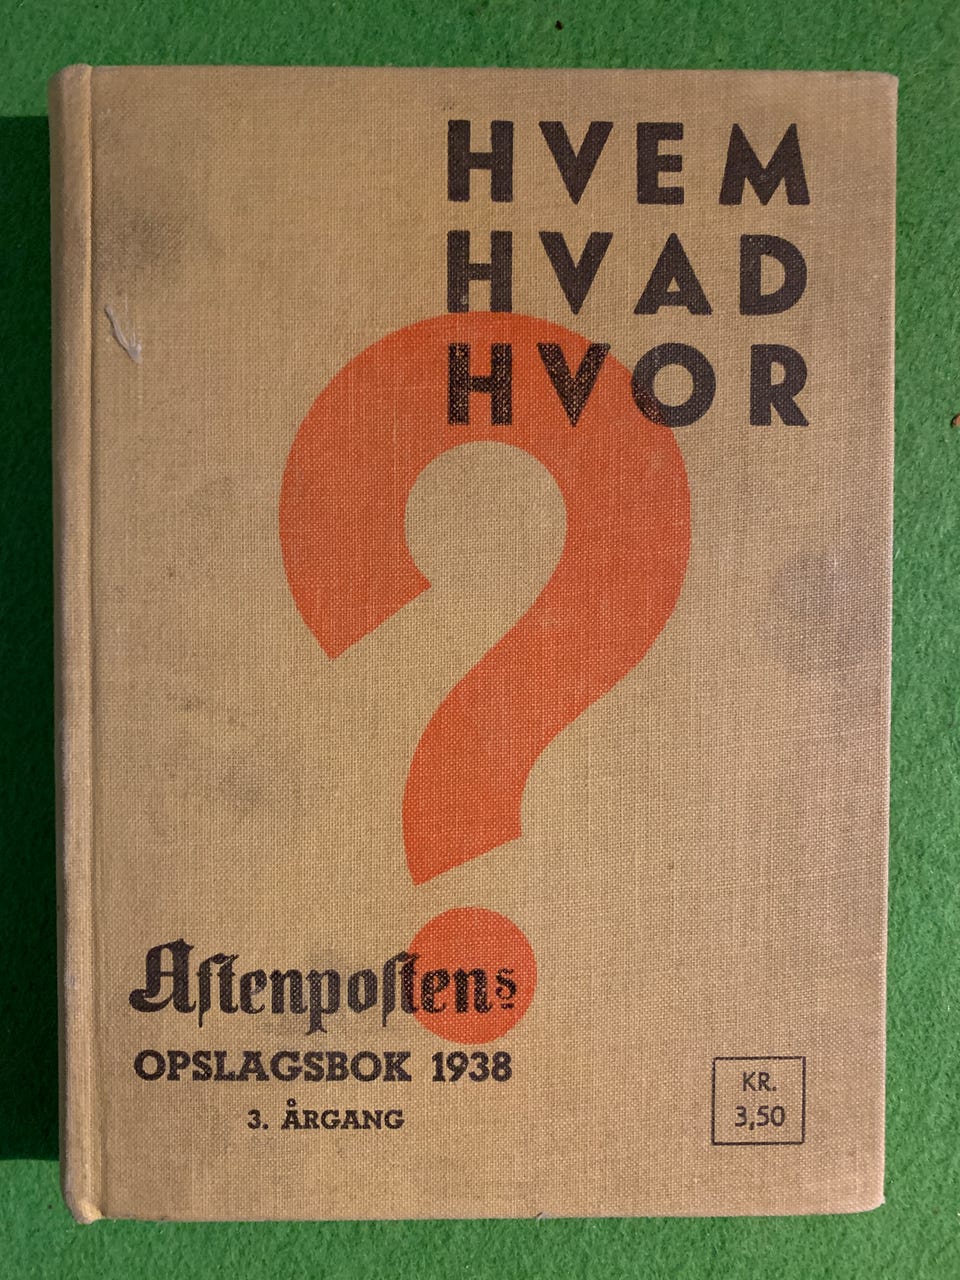 HVEM
HVAD
HVOR
Aftenpostens
OPSLAGSBOK 1938
3. ÅRGANG
KR.
3,50